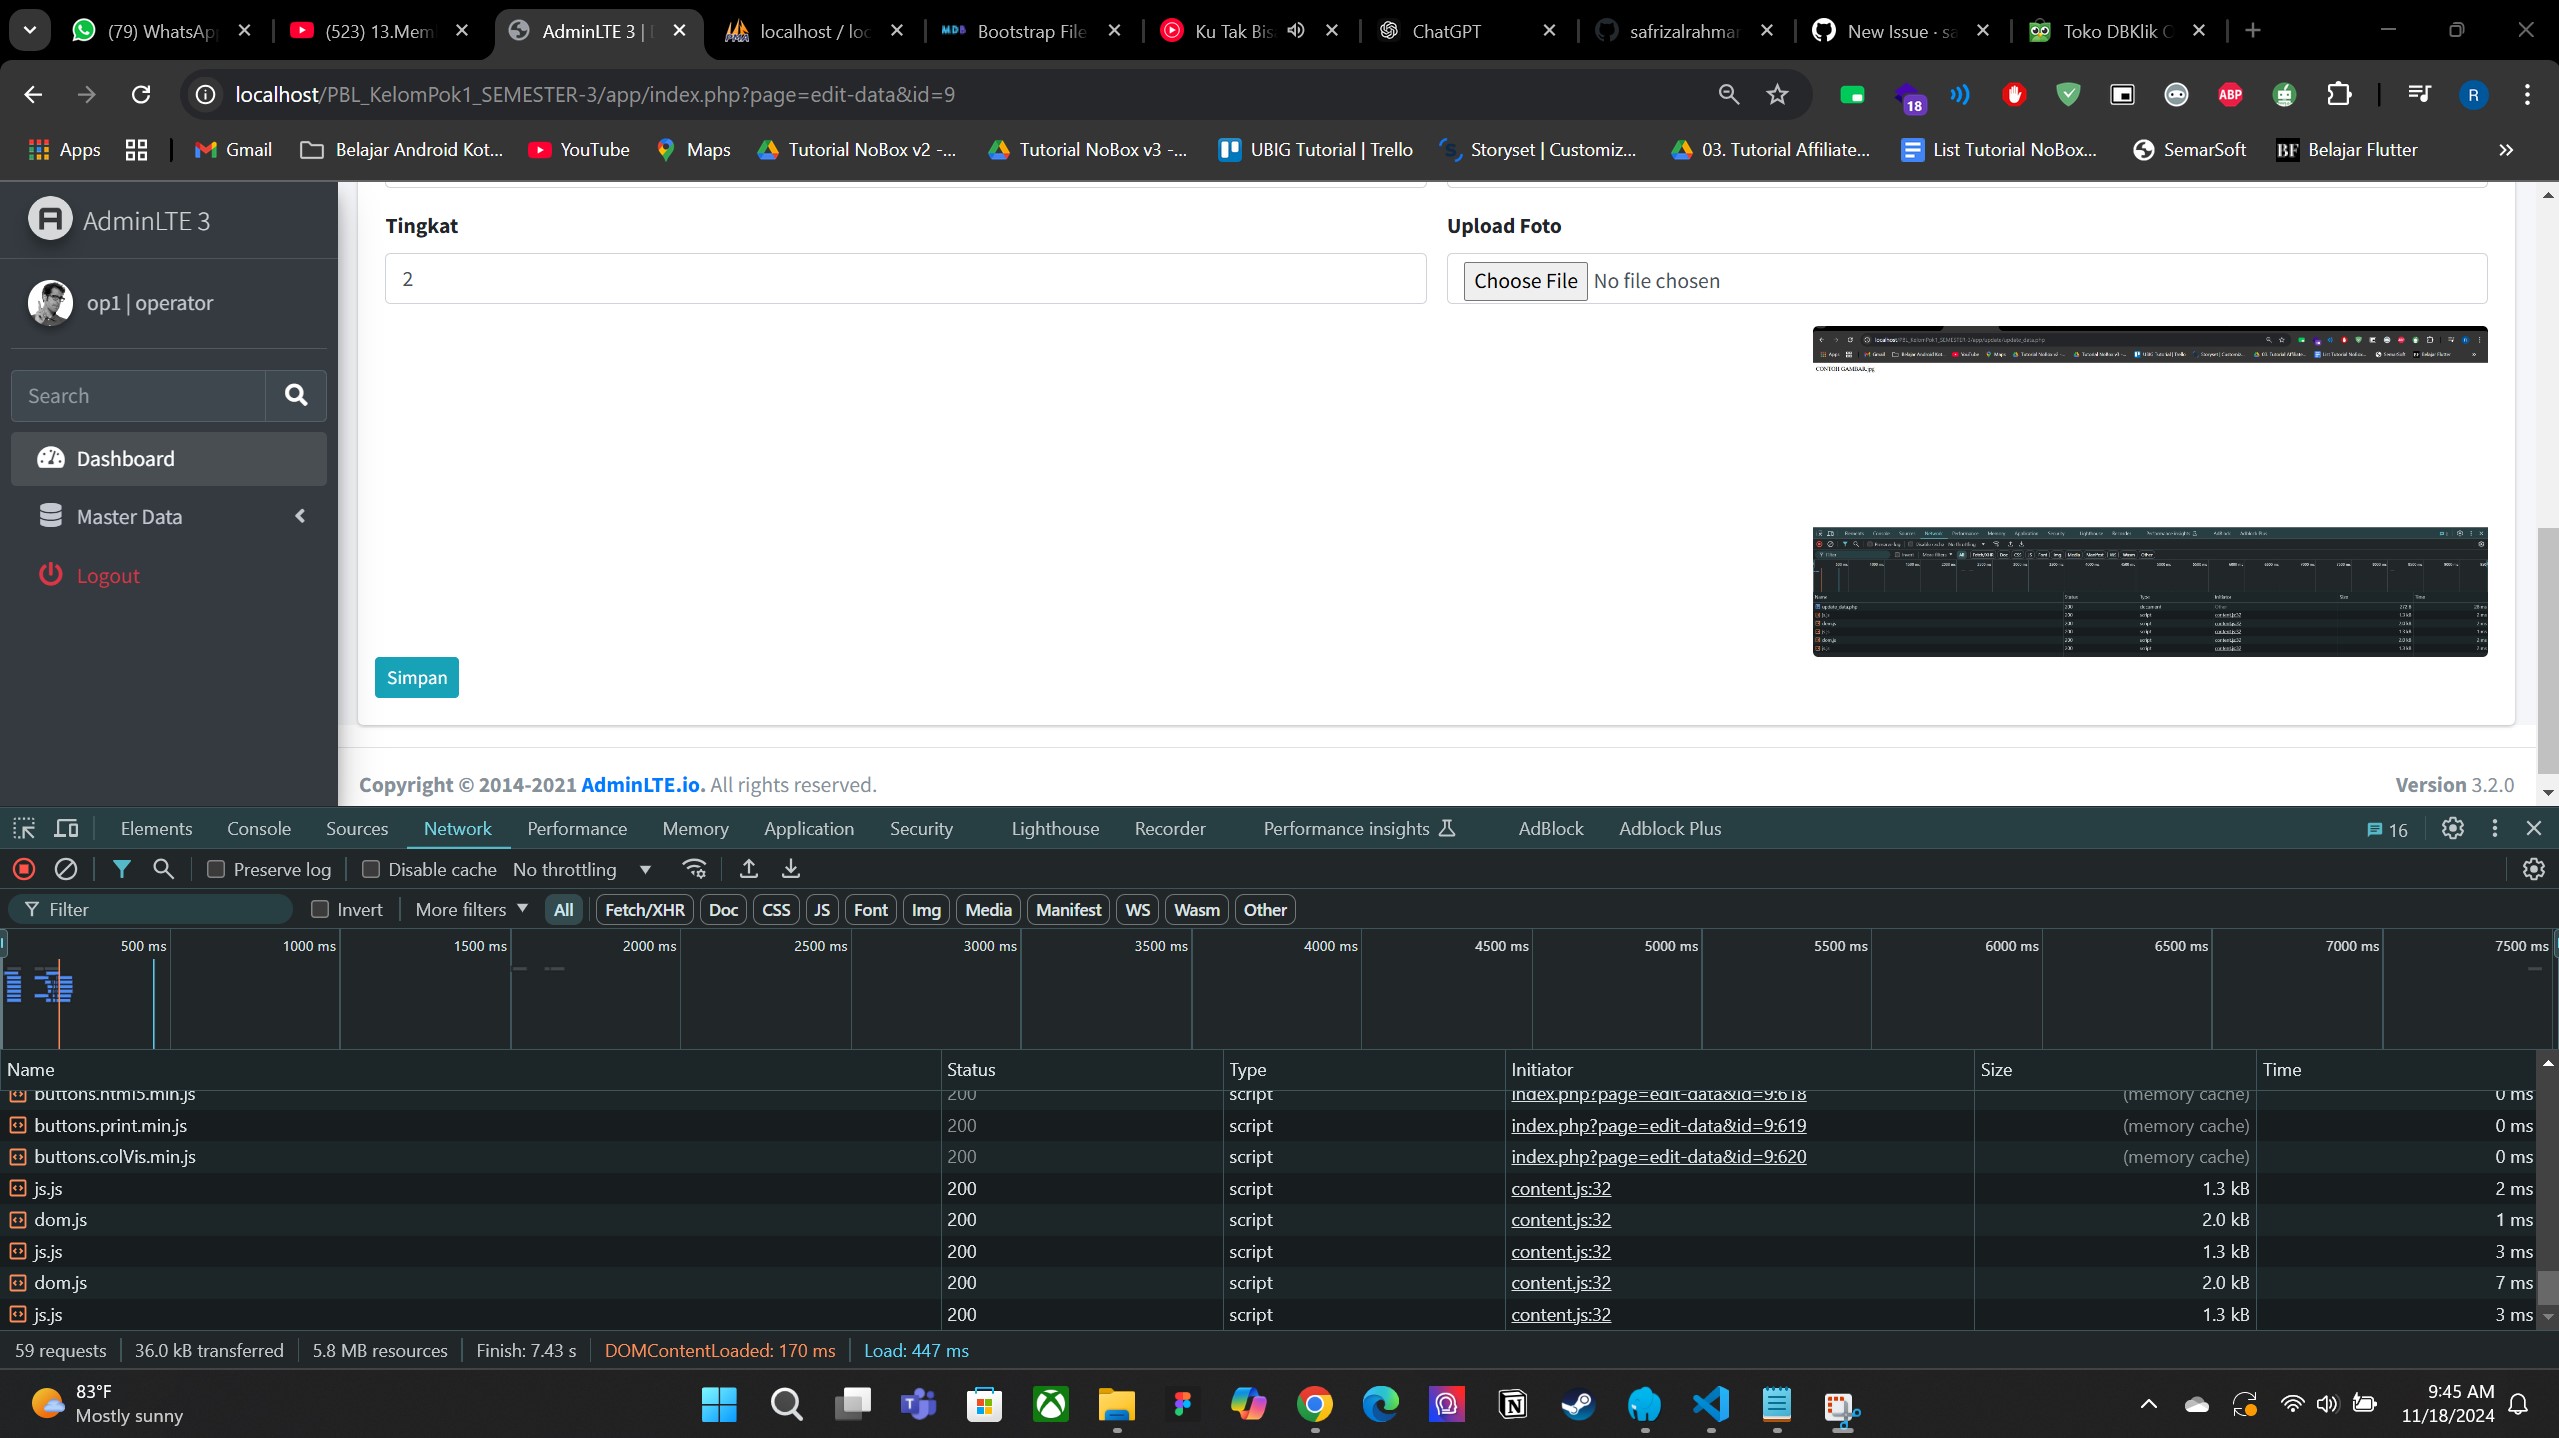 (79) WhatsAp
(523) 13.Mem
AdminLTE 3 |
localhost / loc
Bootstrap File
Ku Tak Bis
ChatGPT
safrizalrahmar
New Issue · sa
Toko DBKlik O
localhost/PBL_KelomPok1_SEMESTER-3/app/index.php?page=edit-data&id=9
18
ABP
R
Apps
Gmail
Belajar Android Kot...
YouTube
Maps
Tutorial NoBox v2 -...
Tutorial NoBox v3 -...
UBIG Tutorial | Trello
Storyset | Customiz...
03. Tutorial Affiliate...
List Tutorial NoBox...
SemarSoft
BF Belajar Flutter
AdminLTE 3
op1 | operator
Search
Dashboard
Master Data
Logout
Tingkat
2
Upload Foto
Choose File No file chosen
CONTOH GAMBAR.jpg
Simpan
Copyright © 2014-2021 AdminLTE.io. All rights reserved.
Version 3.2.0
Elements Console Sources Network Performance Memory Application Security Lighthouse Recorder Performance insights AdBlock Adblock Plus
16
Preserve log Disable cache No throttling
Filter Invert More filters All Fetch/XHR Doc CSS JS Font Img Media Manifest WS Wasm Other
500 ms 1000 ms 1500 ms 2000 ms 2500 ms 3000 ms 3500 ms 4000 ms 4500 ms 5000 ms 5500 ms 6000 ms 6500 ms 7000 ms 7500 ms
Name Status Type Initiator Size Time
buttons.html5.min.js 200 script index.php?page=edit-data&id=9:618 (memory cache) 0 ms
buttons.print.min.js 200 script index.php?page=edit-data&id=9:619 (memory cache) 0 ms
buttons.colVis.min.js 200 script index.php?page=edit-data&id=9:620 (memory cache) 0 ms
js.js 200 script content.js:32 1.3 kB 2 ms
dom.js 200 script content.js:32 2.0 kB 1 ms
js.js 200 script content.js:32 1.3 kB 3 ms
dom.js 200 script content.js:32 2.0 kB 7 ms
js.js 200 script content.js:32 1.3 kB 3 ms
59 requests 36.0 kB transferred 5.8 MB resources Finish: 7.43 s DOMContentLoaded: 170 ms Load: 447 ms
83°F
Mostly sunny
9:45 AM
11/18/2024